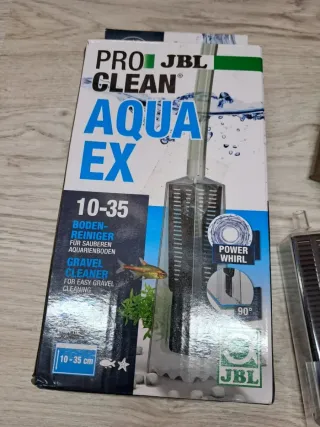 PRO JBL
CLEAN®
AQUA
EX
10-35
BODEN-
REINIGER
FÜR SAUREREN
AQUARIENBODEN
GRAVEL
CLEANER
FOR EASY GRAVEL
CLEANING
POWER
WHIRL
90°
10 - 35 cm
JBL